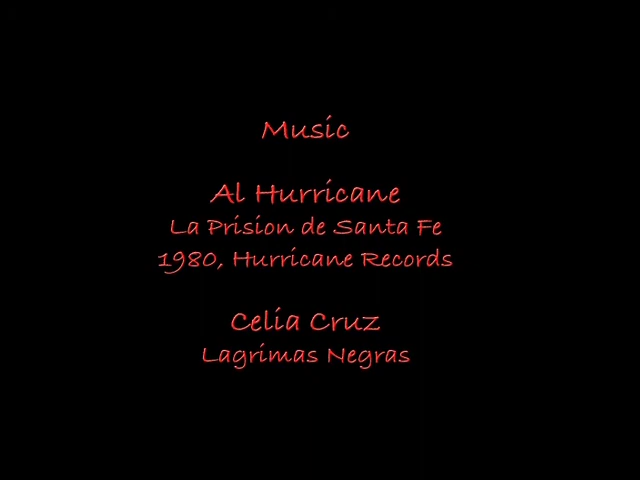 Music
Al Hurricane
La Prision de Santa Fe
1980, Hurricane Records
Celia Cruz
Lagrimas Negras